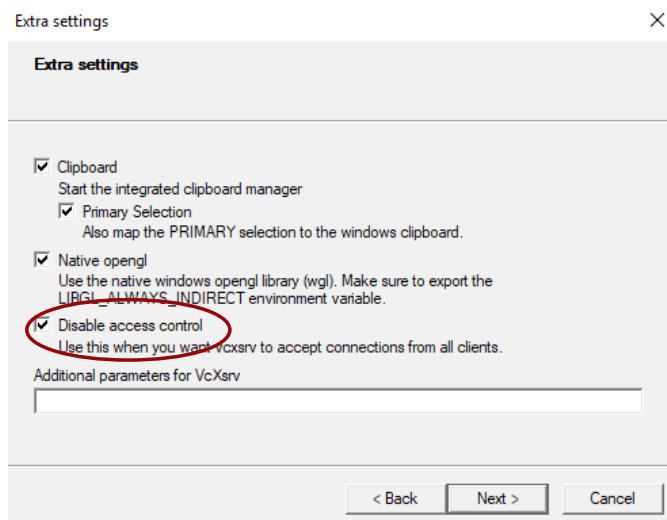 Extra settings
Extra settings
Clipboard
Start the integrated clipboard manager
Primary Selection
Also map the PRIMARY selection to the windows clipboard.
Native opengl
Use the native windows opengl library (wgl). Make sure to export the
LIBGL_ALWAYS_INDIRECT environment variable.
Disable access control
Use this when you want vcxsrv to accept connections from all clients.
Additional parameters for VcXsrv
< Back Next > Cancel